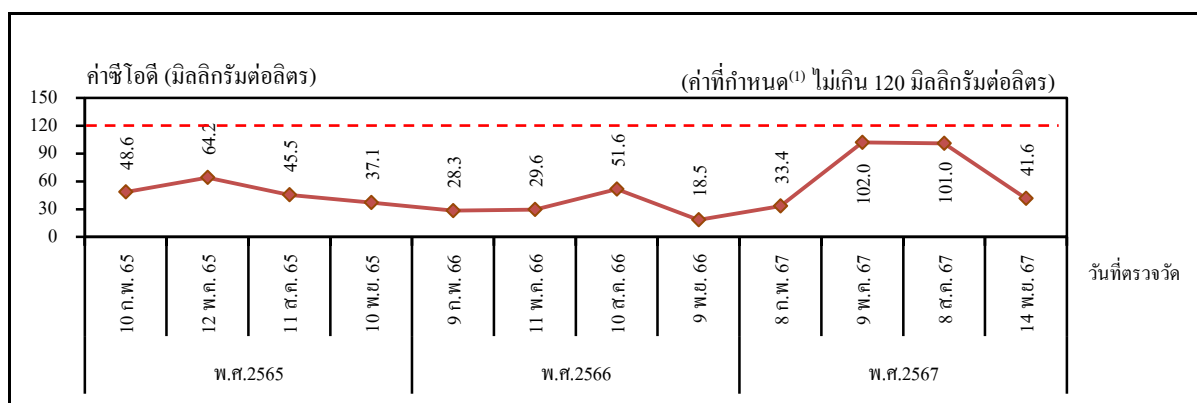 ค่าซีโอดี (มิลลิกรัมต่อลิตร)
(ค่าที่กำหนด⁽¹⁾ ไม่เกิน 120 มิลลิกรัมต่อลิตร)
150
120
90
60
30
0
48.6
64.2
45.5
37.1
28.3
29.6
51.6
18.5
33.4
102.0
101.0
41.6
10 ก.พ. 65
12 พ.ค. 65
11 ส.ค. 65
10 พ.ย. 65
9 ก.พ. 66
11 พ.ค. 66
10 ส.ค. 66
9 พ.ย. 66
8 ก.พ. 67
9 พ.ค. 67
8 ส.ค. 67
14 พ.ย. 67
วันที่ตรวจวัด
พ.ศ.2565
พ.ศ.2566
พ.ศ.2567